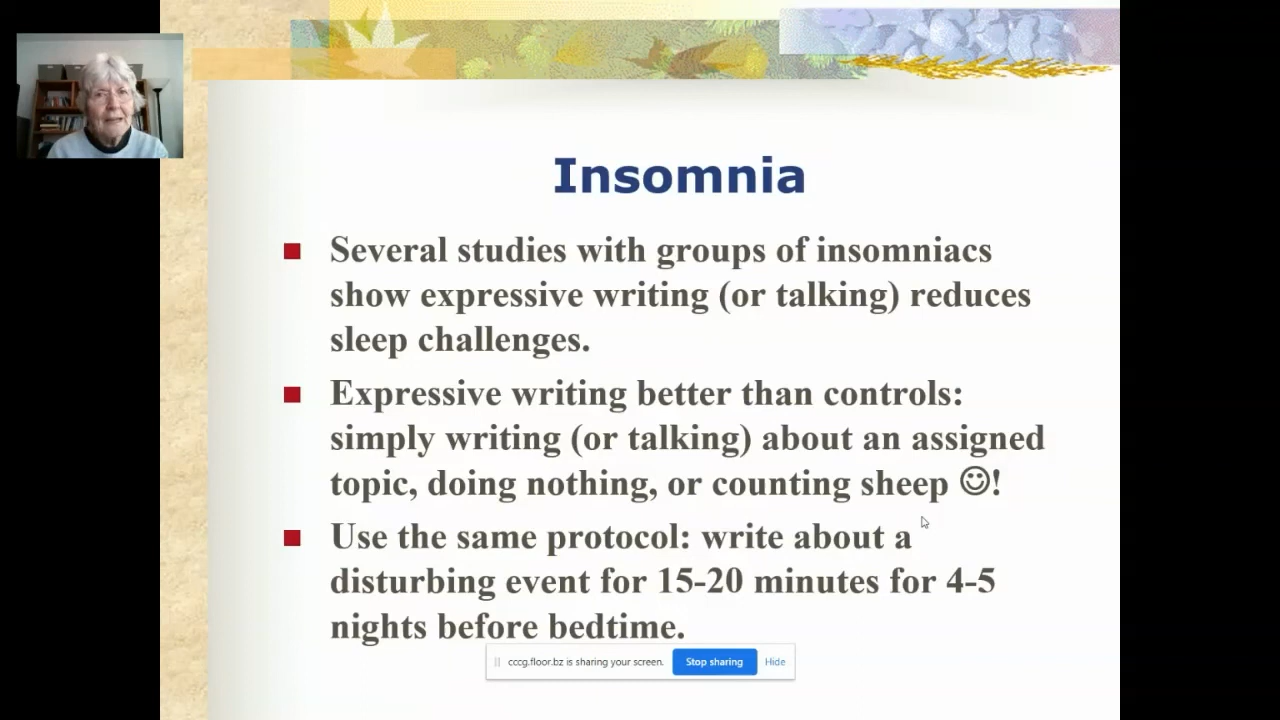 Insomnia
Several studies with groups of insomniacs
show expressive writing (or talking) reduces
sleep challenges.
Expressive writing better than controls:
simply writing (or talking) about an assigned
topic, doing nothing, or counting sheep ☺!
Use the same protocol: write about a
disturbing event for 15-20 minutes for 4-5
nights before bedtime.
cccg.floor.bz is sharing your screen. Stop sharing Hide